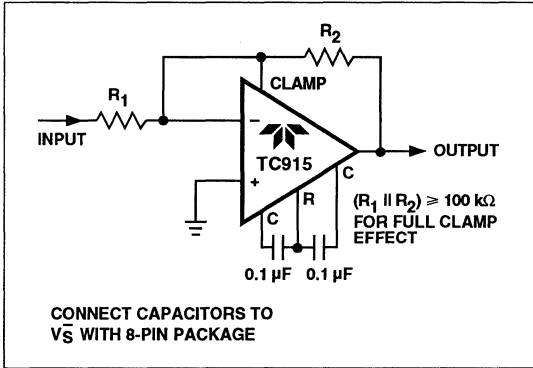 R2
CLAMP
R1
INPUT
−
TC915
OUTPUT
+
C
R
C
(R1 II R2) ⩾ 100 kΩ
FOR FULL CLAMP
EFFECT
0.1 µF 0.1 µF
CONNECT CAPACITORS TO
VS̅ WITH 8-PIN PACKAGE